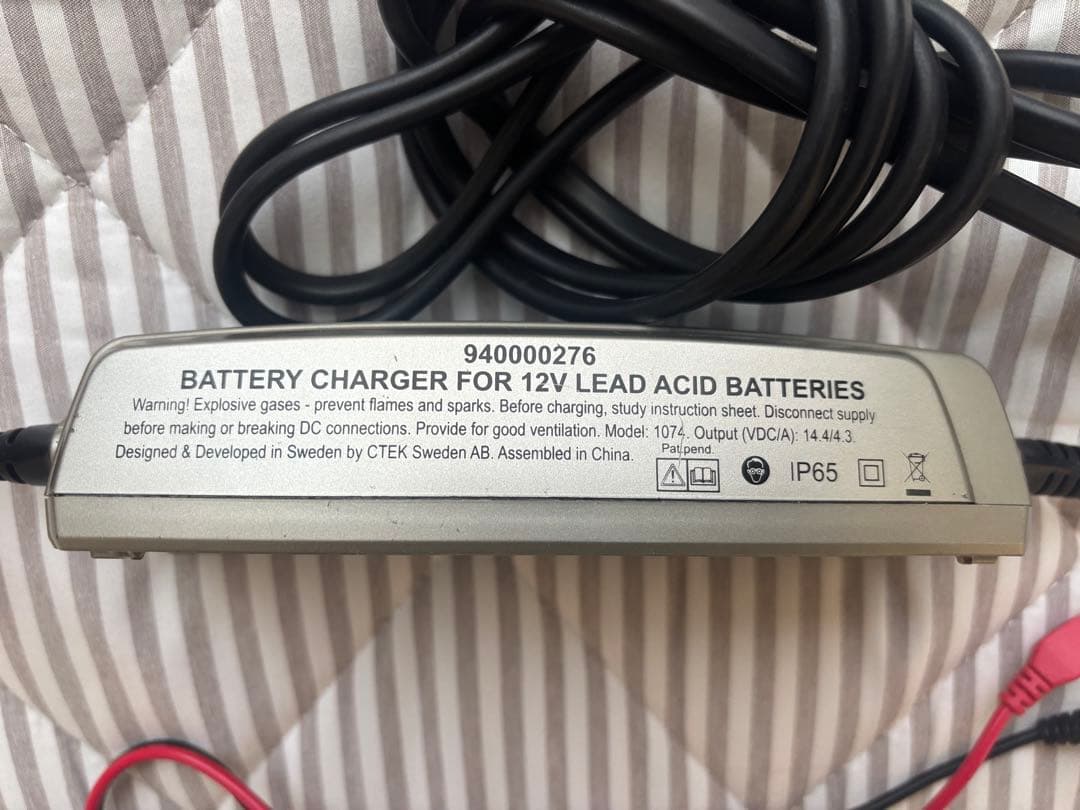 940000276
BATTERY CHARGER FOR 12V LEAD ACID BATTERIES
Warning! Explosive gases - prevent flames and sparks. Before charging, study instruction sheet. Disconnect supply
before making or breaking DC connections. Provide for good ventilation. Model: 1074. Output (VDC/A): 14.4/4.3.
Designed & Developed in Sweden by CTEK Sweden AB. Assembled in China.
Pat.pend.
IP65